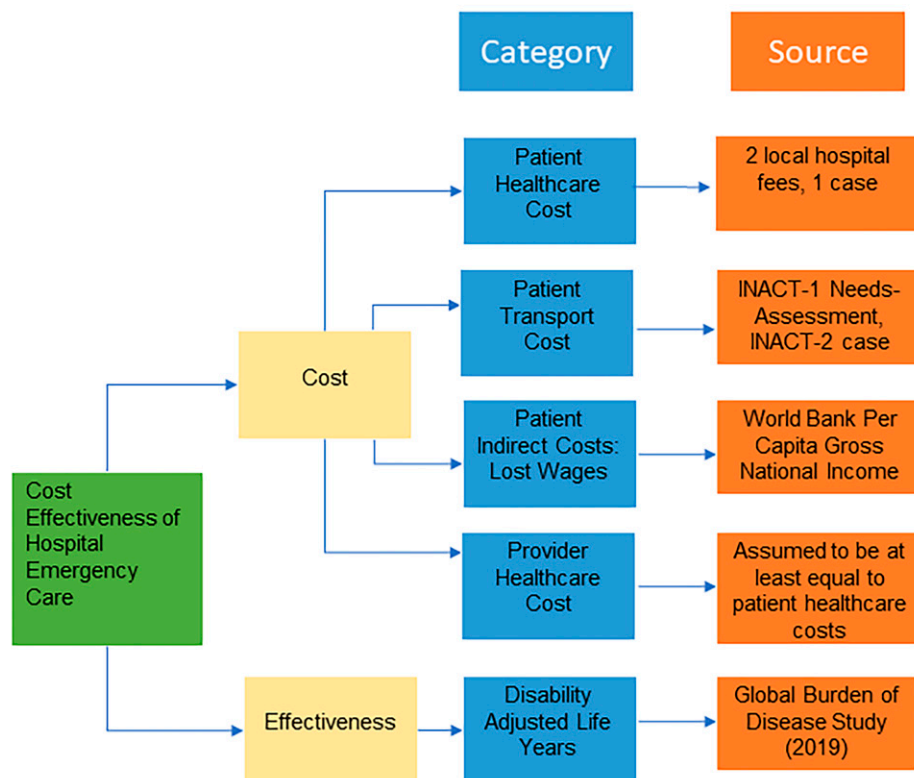 Category
Source
Patient
Healthcare
Cost
2 local hospital
fees, 1 case
Patient
Transport
Cost
INACT-1 Needs-
Assessment,
INACT-2 case
Cost
Patient
Indirect Costs:
Lost Wages
World Bank Per
Capita Gross
National Income
Cost
Effectiveness of
Hospital
Emergency
Care
Provider
Healthcare
Cost
Assumed to be at
least equal to
patient healthcare
costs
Effectiveness
Disability
Adjusted Life
Years
Global Burden of
Disease Study
(2019)